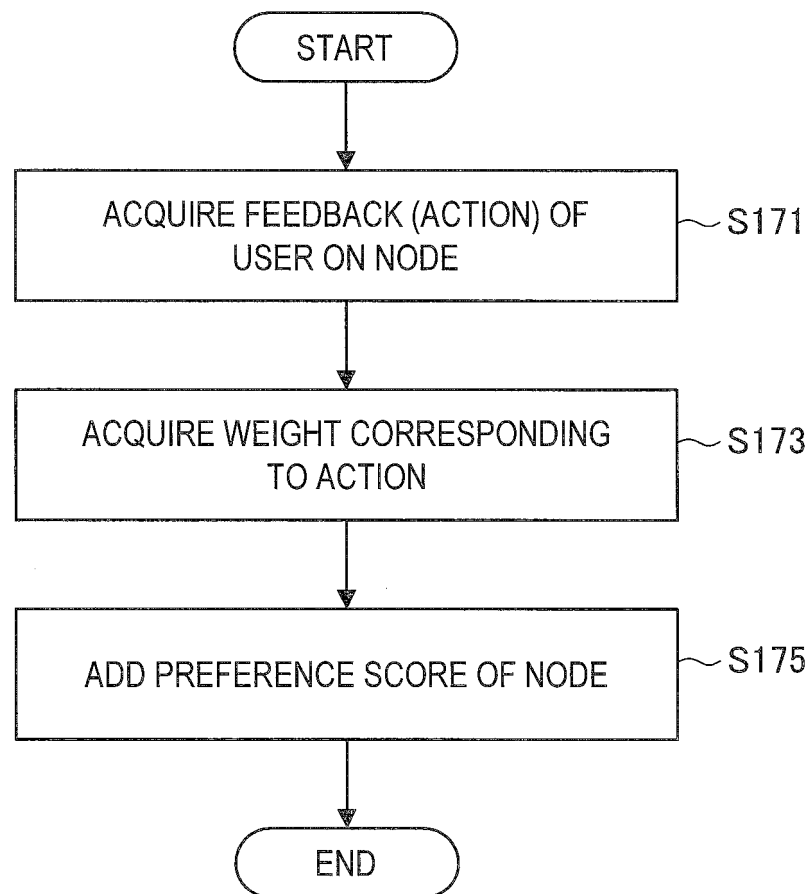 START
ACQUIRE FEEDBACK (ACTION) OF
USER ON NODE
S171
ACQUIRE WEIGHT CORRESPONDING
TO ACTION
S173
ADD PREFERENCE SCORE OF NODE
S175
END